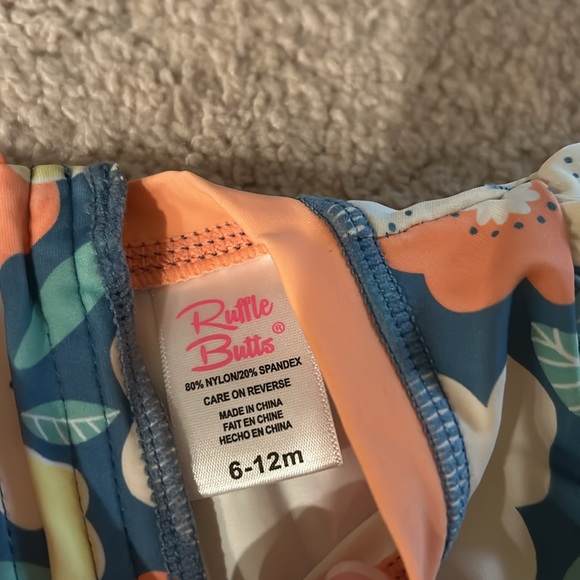 Ruffle
Butts®
80% NYLON/20% SPANDEX
CARE ON REVERSE
MADE IN CHINA
FAIT EN CHINE
HECHO EN CHINA
6-12m